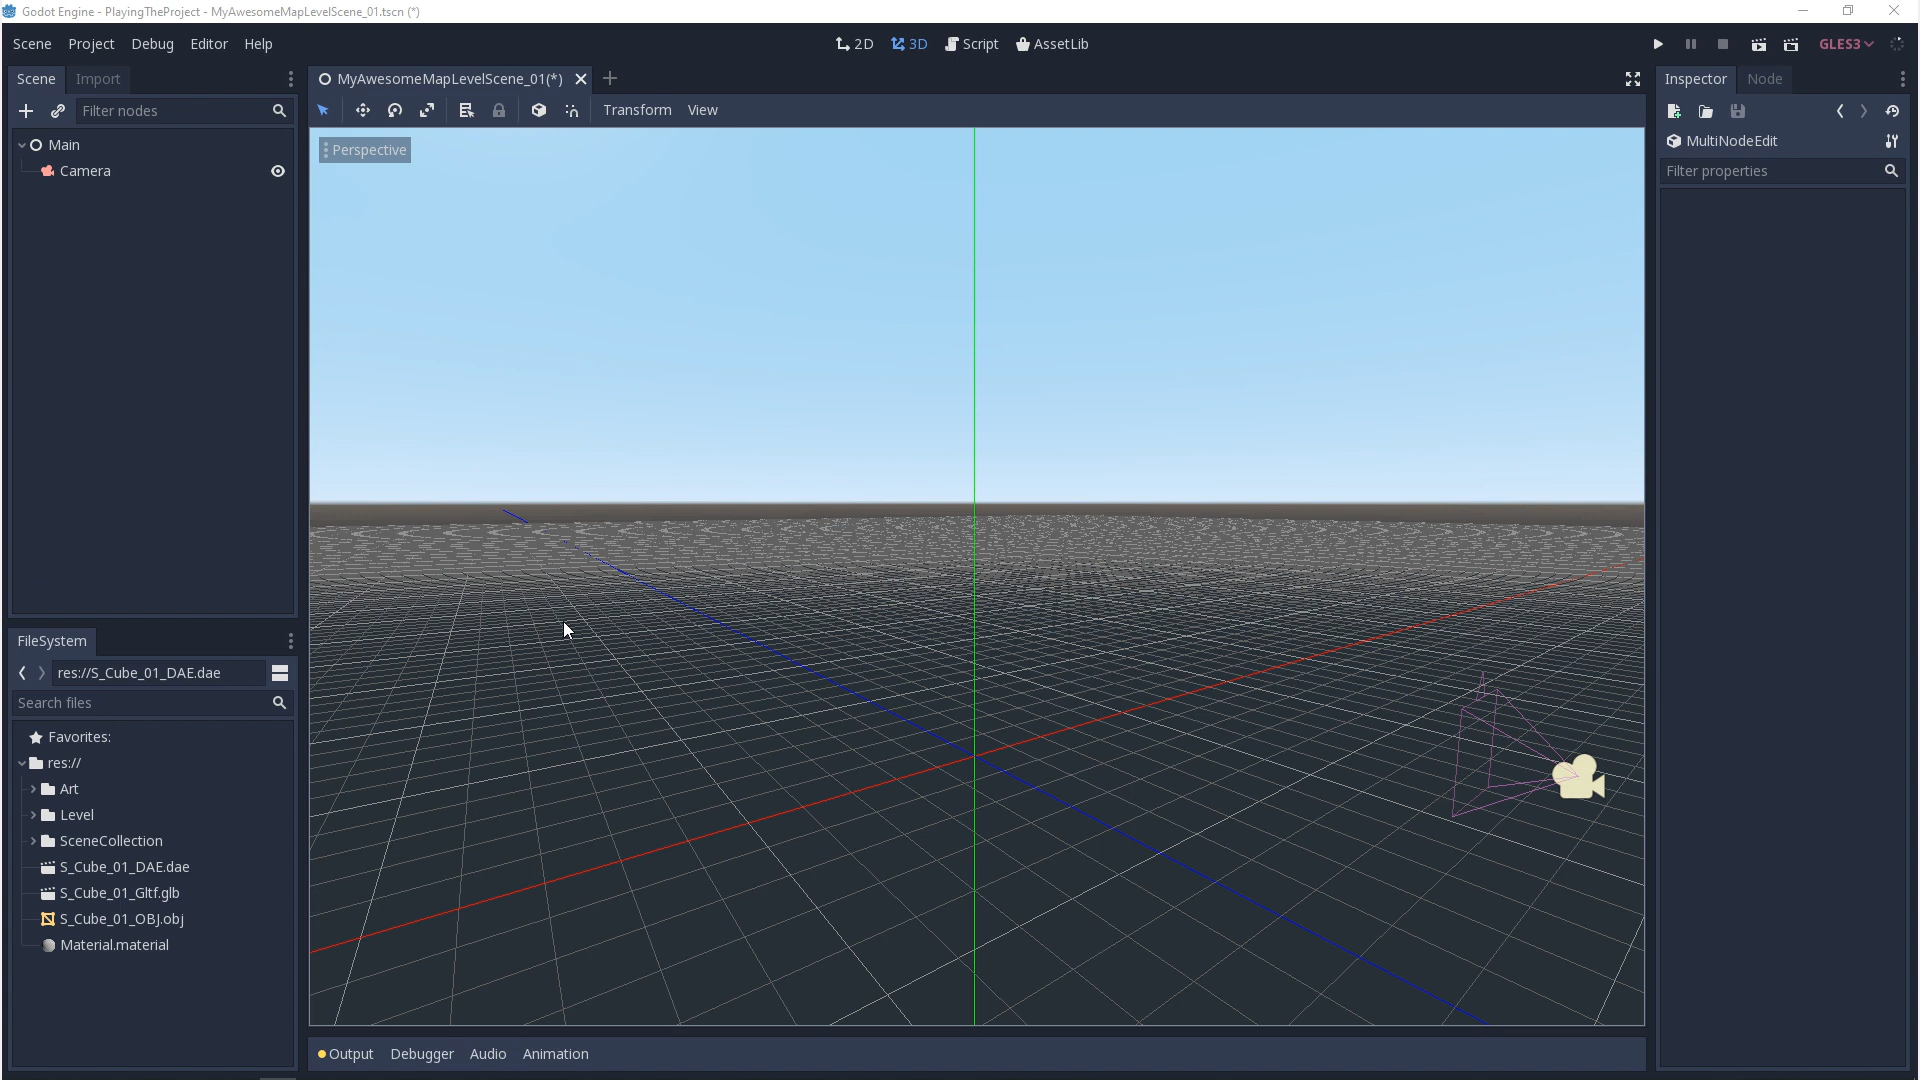 Godot Engine - PlayingTheProject - MyAwesomeMapLevelScene_01.tscn (*)
Scene Project Debug Editor Help
2D 3D Script AssetLib
GLES3
Scene Import
MyAwesomeMapLevelScene_01(*)
Inspector Node
Filter nodes
Transform View
Main
MultiNodeEdit
Perspective
Camera
Filter properties
FileSystem
res://S_Cube_01_DAE.dae
Search files
Favorites:
res://
Art
Level
SceneCollection
S_Cube_01_DAE.dae
S_Cube_01_Gltf.glb
S_Cube_01_OBJ.obj
Material.material
Output Debugger Audio Animation